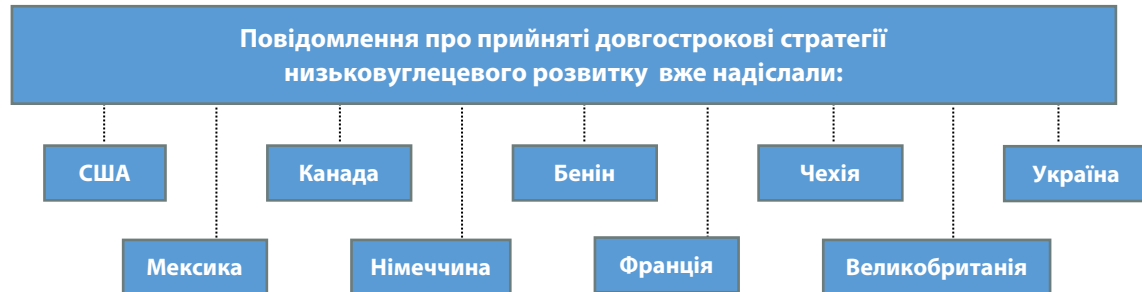 Повідомлення про прийняті довгострокові стратегії
низьковуглецевого розвитку вже надіслали:
США
Канада
Бенін
Чехія
Україна
Мексика
Німеччина
Франція
Великобританія